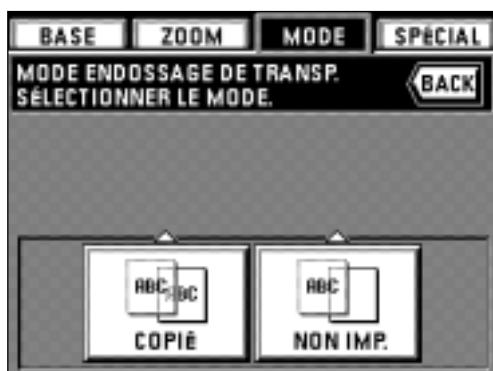 BASE ZOOM MODE SPÉCIAL
MODE ENDOSSAGE DE TRANSP.
SÉLECTIONNER LE MODE.
BACK
ABC ABC ABC
COPIÉ NON IMP.